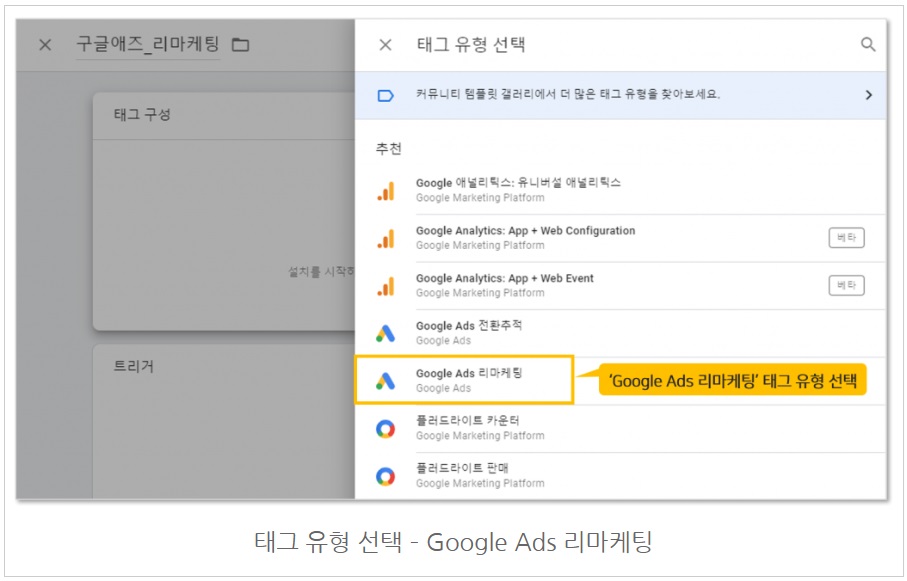 구글애즈_리마케팅
태그 유형 선택
커뮤니티 템플릿 갤러리에서 더 많은 태그 유형을 찾아보세요.
태그 구성
추천
Google 애널리틱스: 유니버설 애널리틱스
Google Marketing Platform
Google Analytics: App + Web Configuration
Google Marketing Platform
베타
설치를 시작하
Google Analytics: App + Web Event
Google Marketing Platform
베타
Google Ads 전환추적
Google Ads
트리거
Google Ads 리마케팅
Google Ads
‘Google Ads 리마케팅’ 태그 유형 선택
플러드라이트 카운터
Google Marketing Platform
플러드라이트 판매
Google Marketing Platform
태그 유형 선택 - Google Ads 리마케팅